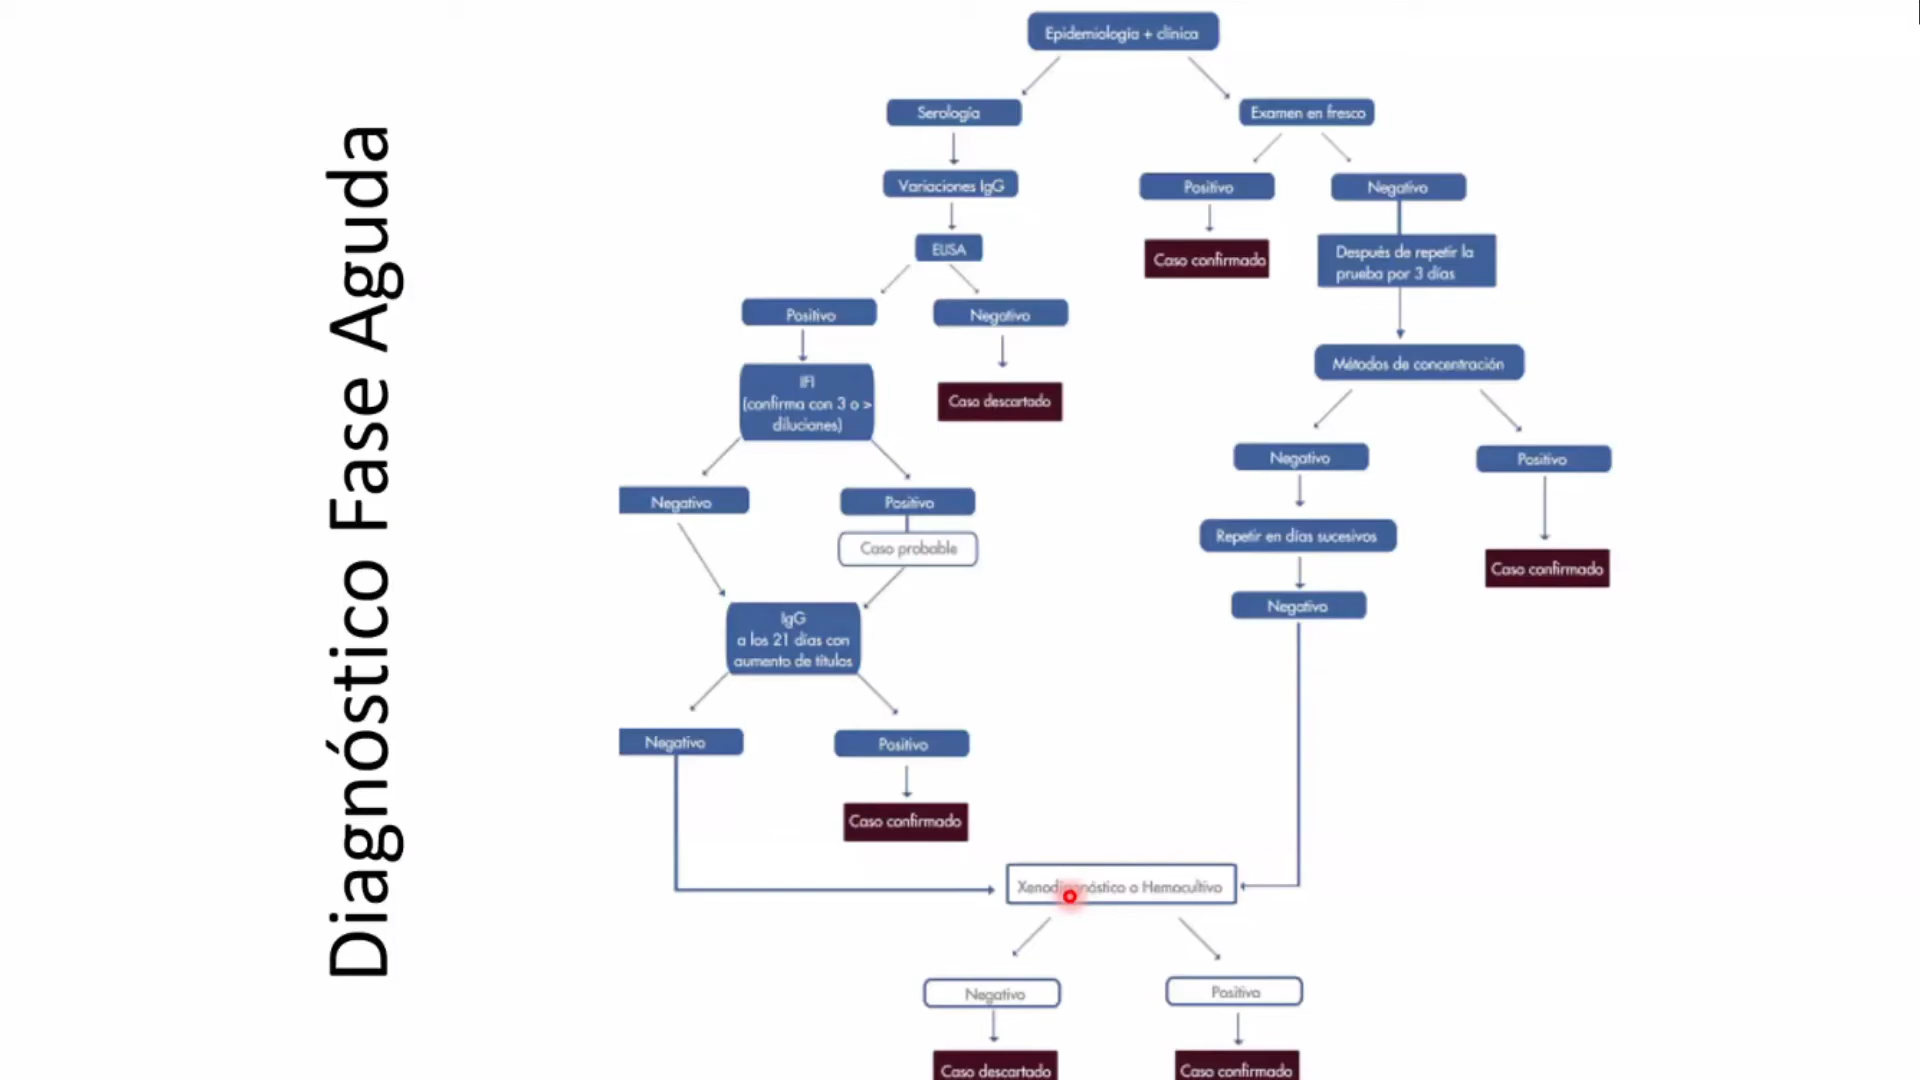 Diagnóstico Fase Aguda
Epidemiología + clínica
Serología
Examen en fresco
Variaciones IgG
Positivo
Negativo
ELISA
Caso confirmado
Después de repetir la
prueba por 3 días
Positivo
Negativo
Métodos de concentración
IFI
(confirma con 3 o >
diluciones)
Caso descartado
Negativo
Positivo
Negativo
Positivo
Caso probable
Repetir en días sucesivos
Caso confirmado
IgG
a los 21 días con
aumento de títulos
Negativo
Negativo
Positivo
Caso confirmado
Xenodiagnóstico o Hemocultivo
Negativo
Positivo
Caso descartado
Caso confirmado